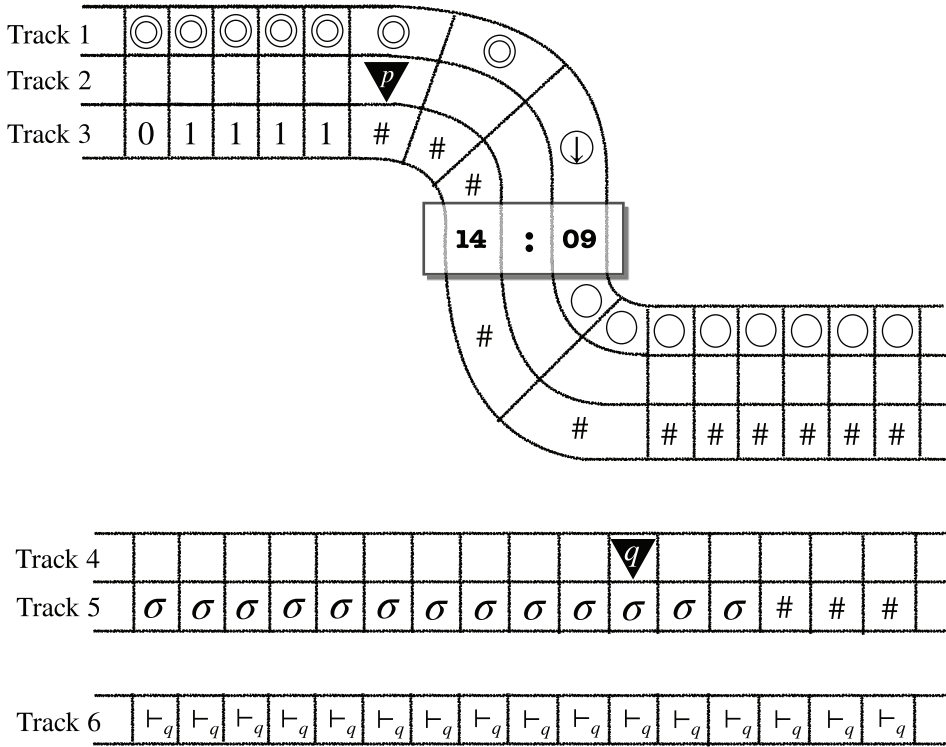 Track 1 ◎ ◎ ◎ ◎ ◎ ◎ ◎ ↓ ○ ○ ○ ○ ○ ○ ○ ○
Track 2 p
Track 3 0 1 1 1 1 # # # # # # # # # # #
14 : 09
Track 4 q
Track 5 σ σ σ σ σ σ σ σ σ σ σ σ σ # # #
Track 6 ⊢q ⊢q ⊢q ⊢q ⊢q ⊢q ⊢q ⊢q ⊢q ⊢q ⊢q ⊢q ⊢q ⊢q ⊢q ⊢q